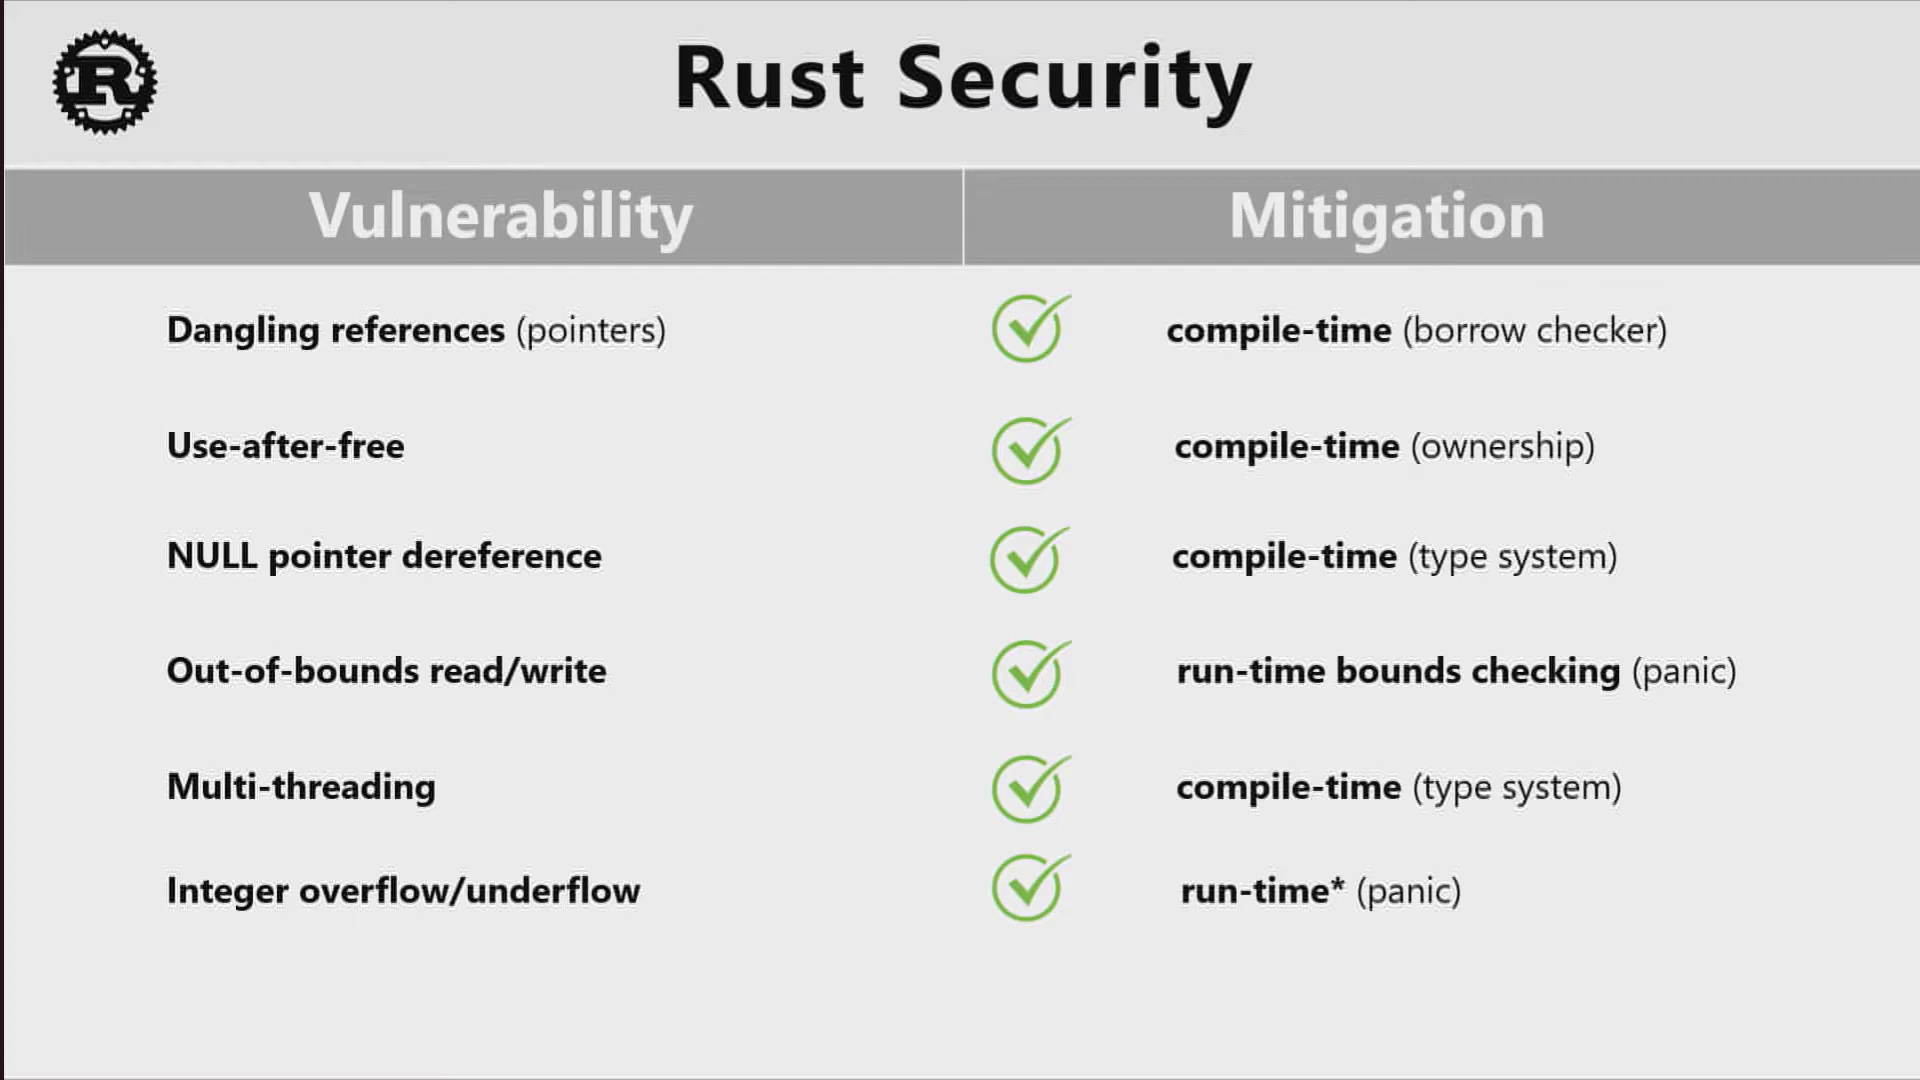 Rust Security
Vulnerability Mitigation
Dangling references (pointers) compile-time (borrow checker)
Use-after-free compile-time (ownership)
NULL pointer dereference compile-time (type system)
Out-of-bounds read/write run-time bounds checking (panic)
Multi-threading compile-time (type system)
Integer overflow/underflow run-time* (panic)